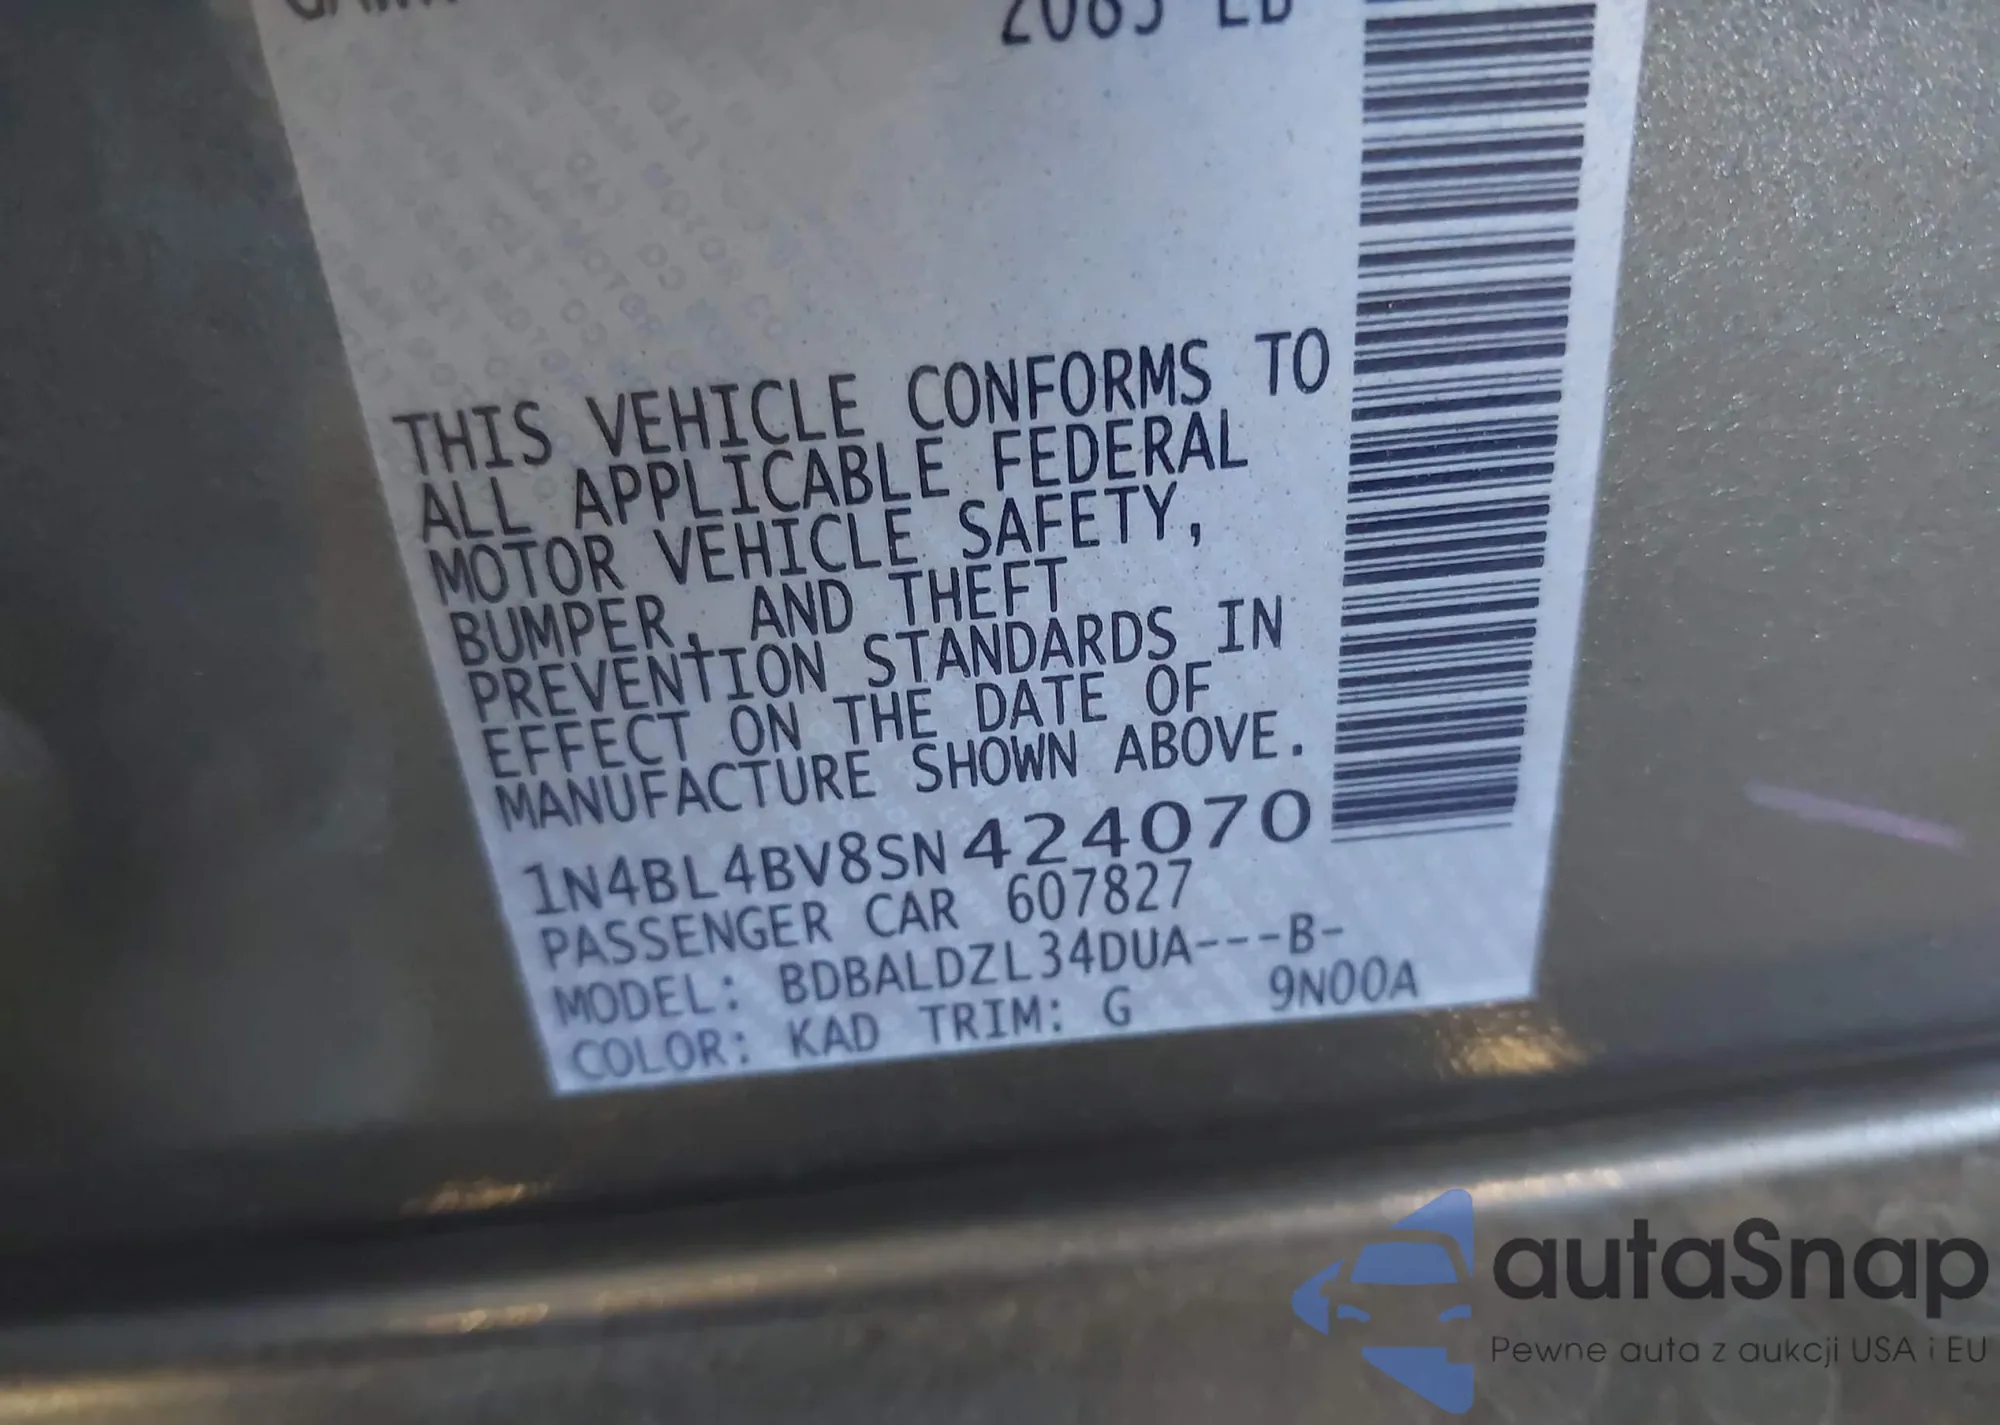 2083 LB
THIS VEHICLE CONFORMS TO
ALL APPLICABLE FEDERAL
MOTOR VEHICLE SAFETY,
BUMPER, AND THEFT
PREVENTION STANDARDS IN
EFFECT ON THE DATE OF
MANUFACTURE SHOWN ABOVE.
1N4BL4BV8SN424070
PASSENGER CAR 607827
MODEL: BDBALDZL34DUA---B-
COLOR: KAD TRIM: G 9N00A
autaSnap
Pewne auta z aukcji USA i EU